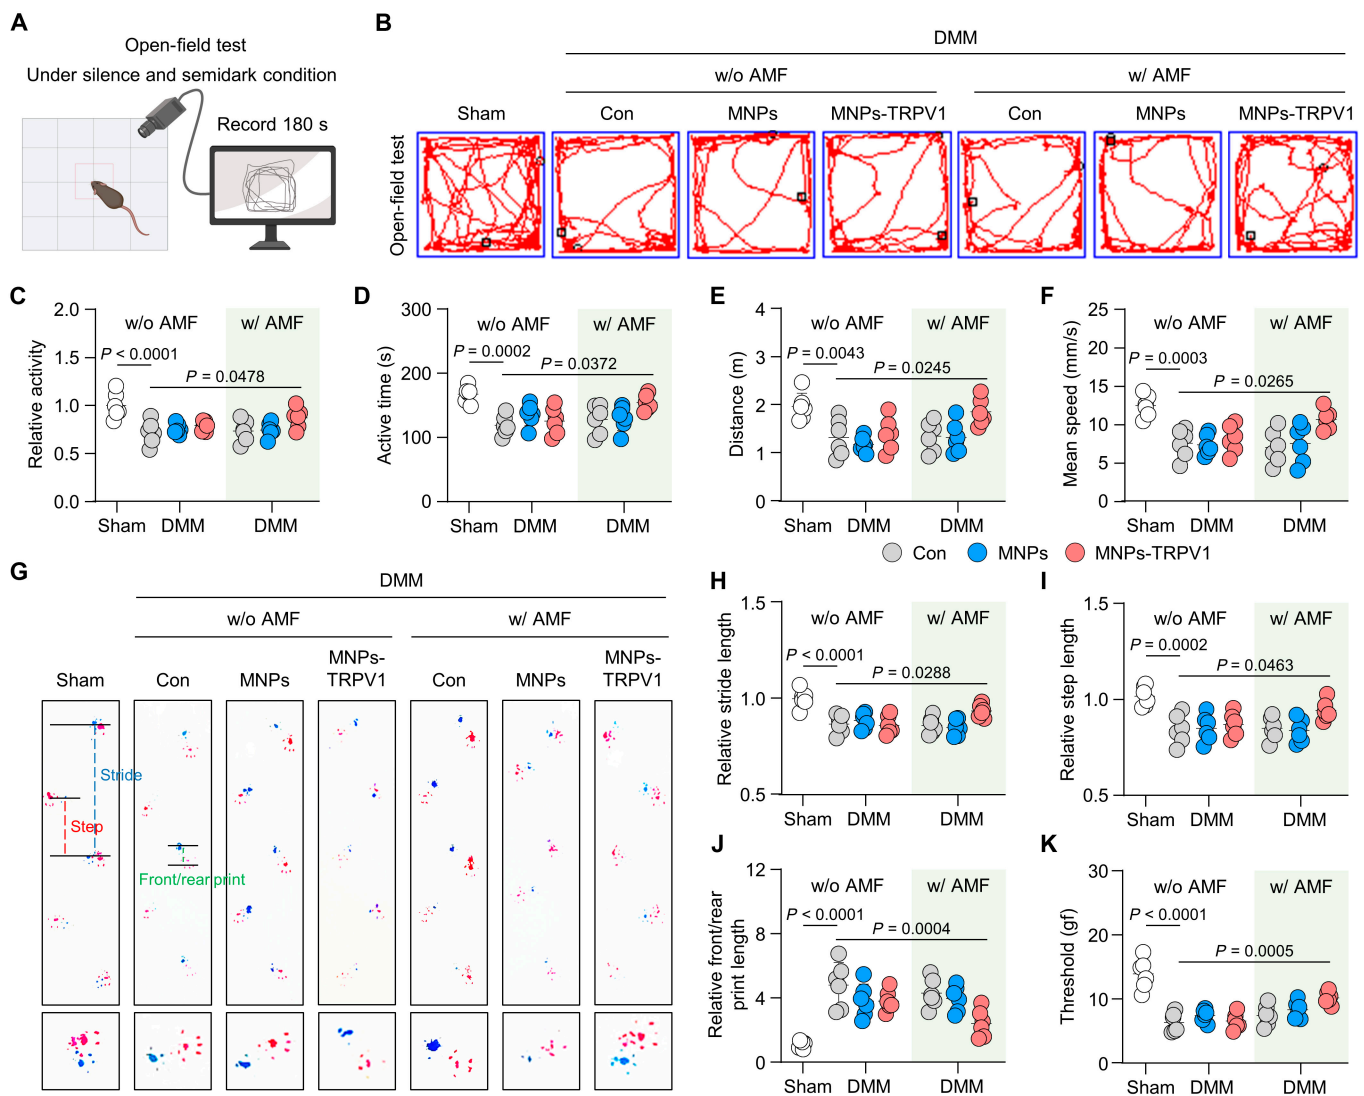 A
Open-field test
Under silence and semidark condition
Record 180 s
B
DMM
w/o AMF
w/ AMF
Sham
Con
MNPs
MNPs-TRPV1
Con
MNPs
MNPs-TRPV1
Open-field test
C
Relative activity
2.0
1.5
1.0
0.5
0.0
w/o AMF
w/ AMF
P < 0.0001
P = 0.0478
Sham
DMM
DMM
D
Active time (s)
300
200
100
0
w/o AMF
w/ AMF
P = 0.0002
P = 0.0372
Sham
DMM
DMM
E
Distance (m)
4
3
2
1
0
w/o AMF
w/ AMF
P = 0.0043
P = 0.0245
Sham
DMM
DMM
F
Mean speed (mm/s)
25
20
15
10
5
0
w/o AMF
w/ AMF
P = 0.0003
P = 0.0265
Sham
DMM
DMM
Con
MNPs
MNPs-TRPV1
G
DMM
w/o AMF
w/ AMF
Sham
Con
MNPs
MNPs-
TRPV1
Con
MNPs
MNPs-
TRPV1
Stride
Step
Front/rear print
H
Relative stride length
1.5
1.0
0.5
w/o AMF
w/ AMF
P < 0.0001
P = 0.0288
Sham
DMM
DMM
I
Relative step length
1.5
1.0
0.5
w/o AMF
w/ AMF
P = 0.0002
P = 0.0463
Sham
DMM
DMM
J
Relative front/rear
print length
12
8
4
0
w/o AMF
w/ AMF
P < 0.0001
P = 0.0004
Sham
DMM
DMM
K
Threshold (gf)
30
20
10
0
w/o AMF
w/ AMF
P < 0.0001
P = 0.0005
Sham
DMM
DMM